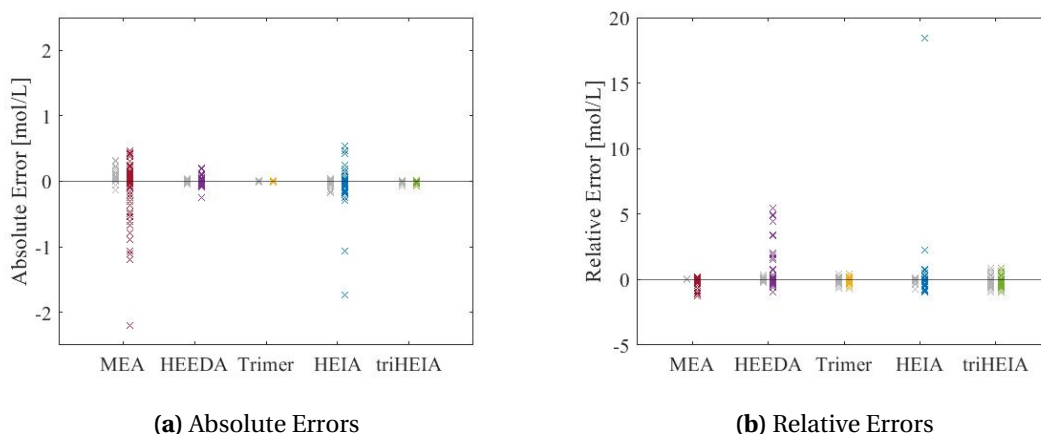 Absolute Error [mol/L]
2
1
0
-1
-2
MEA HEEDA Trimer HEIA triHEIA
(a) Absolute Errors
Relative Error [mol/L]
20
15
10
5
0
-5
MEA HEEDA Trimer HEIA triHEIA
(b) Relative Errors